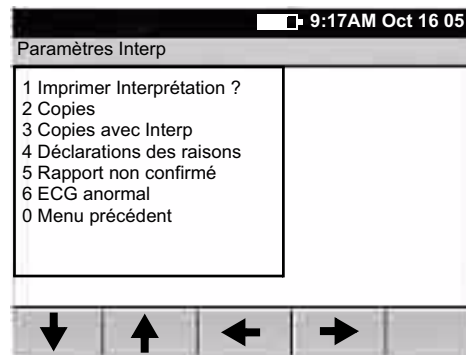 9:17AM Oct 16 05
Paramètres Interp
1 Imprimer Interprétation ?
2 Copies
3 Copies avec Interp
4 Déclarations des raisons
5 Rapport non confirmé
6 ECG anormal
0 Menu précédent